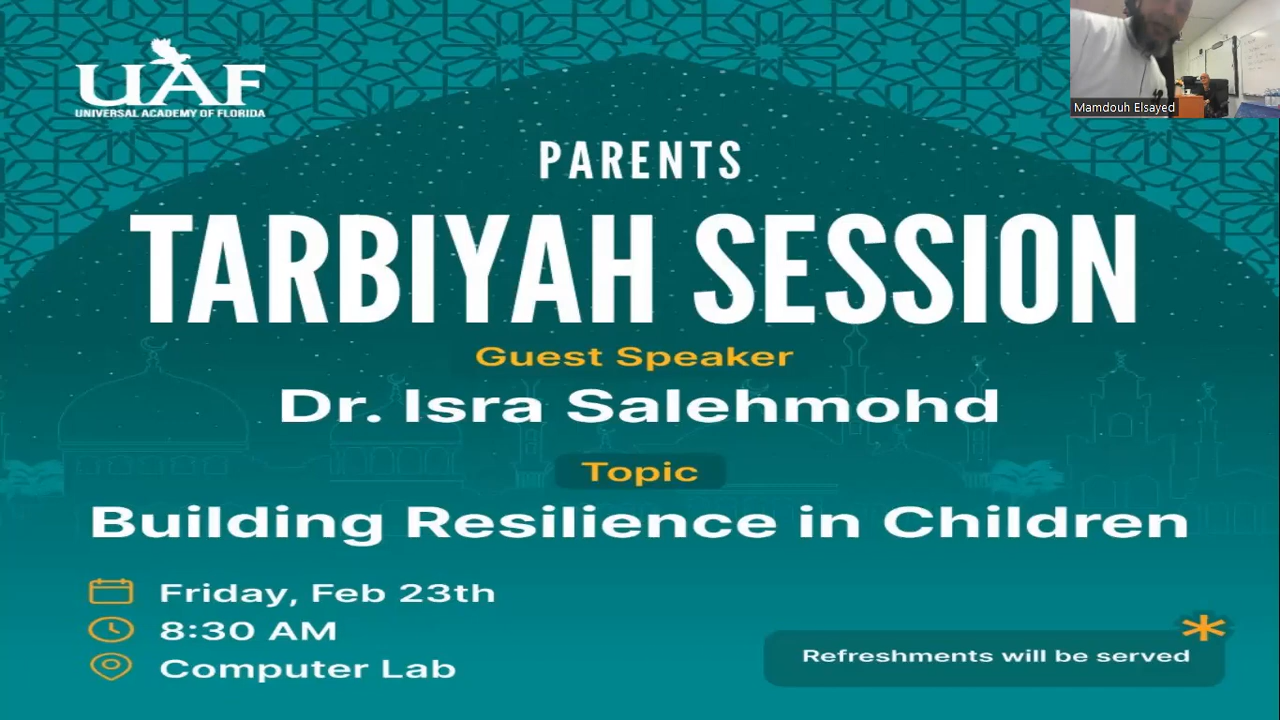 UAF
UNIVERSAL ACADEMY OF FLORIDA
Mamdouh Elsayed
PARENTS
TARBIYAH SESSION
Guest Speaker
Dr. Isra Salehmohd
Topic
Building Resilience in Children
Friday, Feb 23th
8:30 AM
Computer Lab
*
Refreshments will be served